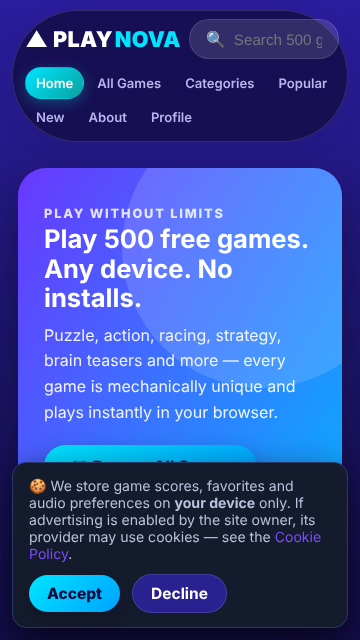 ▲ PLAYNOVA
🔍 Search 500 g
Home All Games Categories Popular
New About Profile
PLAY WITHOUT LIMITS
Play 500 free games.
Any device. No
installs.
Puzzle, action, racing, strategy,
brain teasers and more — every
game is mechanically unique and
plays instantly in your browser.
🍪 We store game scores, favorites and
audio preferences on your device only. If
advertising is enabled by the site owner, its
provider may use cookies — see the Cookie
Policy.
Accept Decline